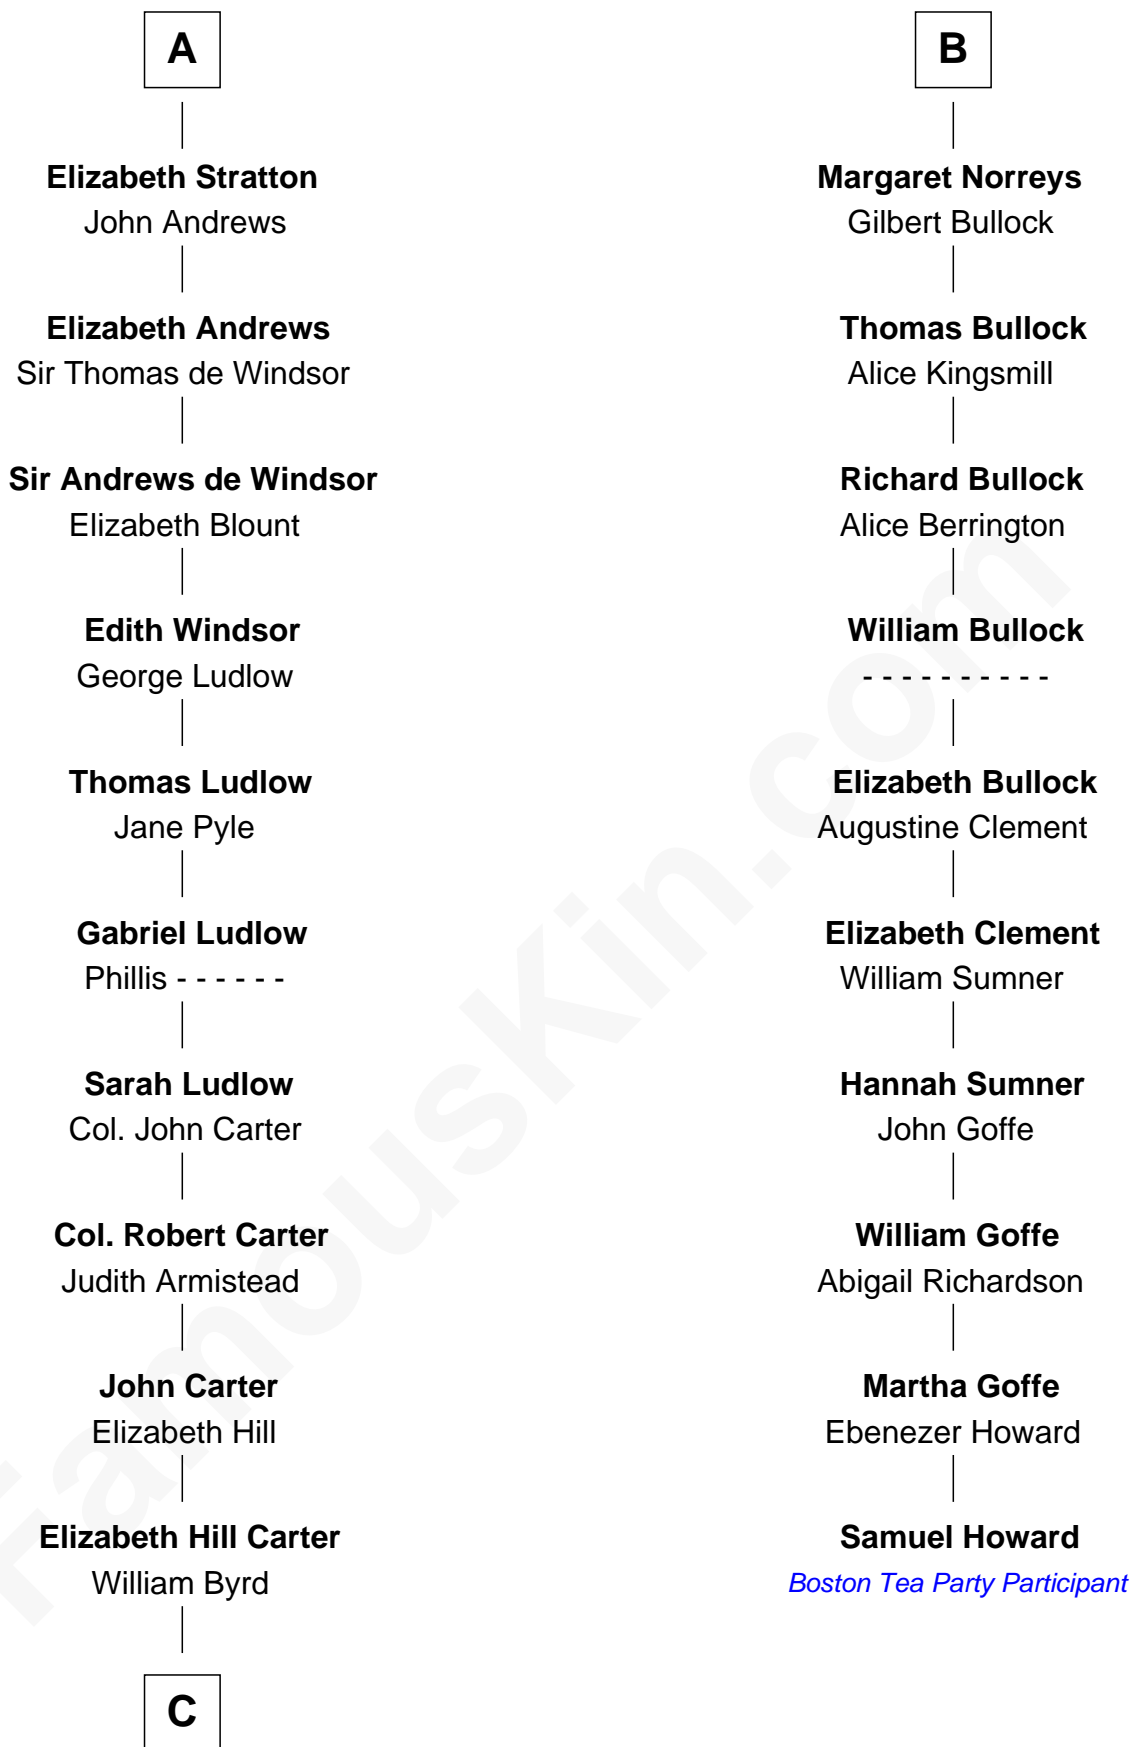 A
Elizabeth Stratton
John Andrews
Elizabeth Andrews
Sir Thomas de Windsor
Sir Andrews de Windsor
Elizabeth Blount
Edith Windsor
George Ludlow
Thomas Ludlow
Jane Pyle
Gabriel Ludlow
Phillis - - - - - -
Sarah Ludlow
Col. John Carter
Col. Robert Carter
Judith Armistead
John Carter
Elizabeth Hill
Elizabeth Hill Carter
William Byrd
C
B
Margaret Norreys
Gilbert Bullock
Thomas Bullock
Alice Kingsmill
Richard Bullock
Alice Berrington
William Bullock
- - - - - - - - - -
Elizabeth Bullock
Augustine Clement
Elizabeth Clement
William Sumner
Hannah Sumner
John Goffe
William Goffe
Abigail Richardson
Martha Goffe
Ebenezer Howard
Samuel Howard
Boston Tea Party Participant
FamousKin.com